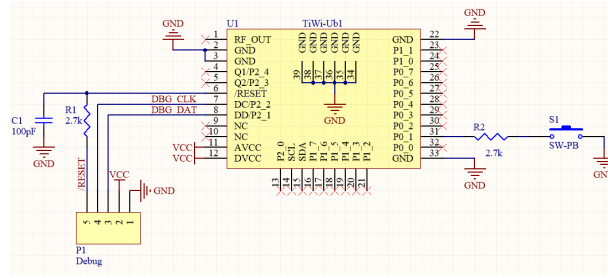 GND
U1
TiWi-Ub1
GND
1 RF_OUT
2 GND
3 GND
4 Q1/P2_4
5 Q2/P2_3
6 /RESET
DBG_CLK 7 DC/P2_2
DBG_DAT 8 DD/P2_1
9 NC
10 NC
VCC 11 AVCC
VCC 12 DVCC
GND GND GND GND GND GND
39 38 37 36 35 34
GND
GND 22
P1_1 23
P1_0 24
P0_7 25
P0_6 26
P0_5 27
P0_4 28
P0_3 29
P0_2 30
P0_1 31
P0_0 32
GND 33
P2_0 SCL SDA P1_7 P1_6 P1_5 P1_4 P1_3 P1_2
13 14 15 16 17 18 19 20 21
C1
100pF
GND
R1
2.7k
R2
2.7k
S1
SW-PB
GND
GND
/RESET
VCC
GND
5 4 3 2 1
P1
Debug